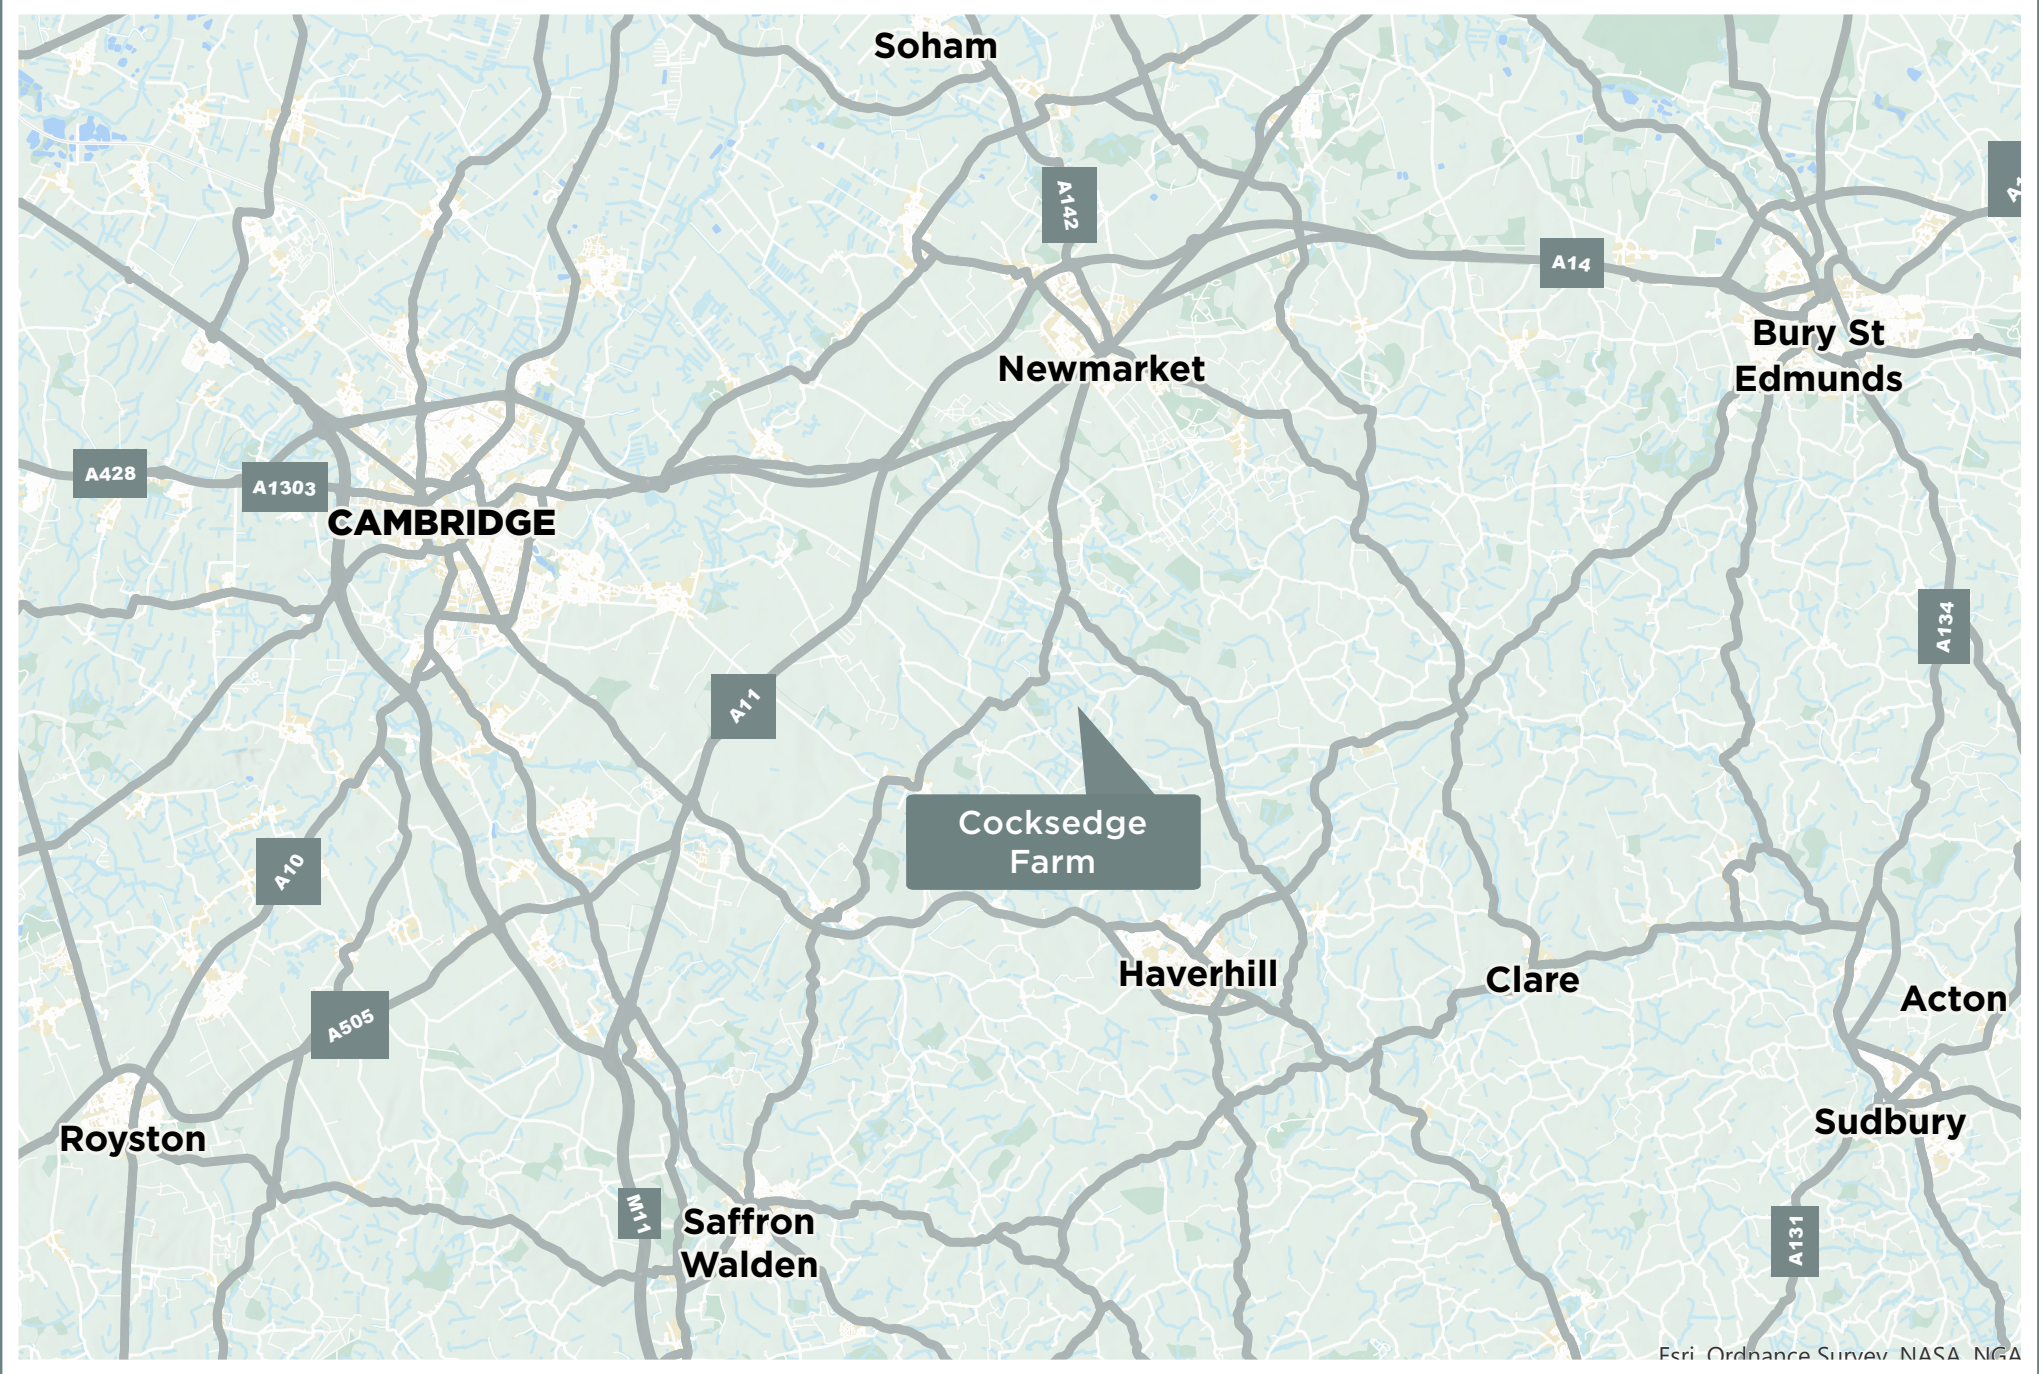 Soham
A142
A14
Bury St
Edmunds
Newmarket
A428
A1303
CAMBRIDGE
A134
A11
Cocksedge
Farm
A10
Haverhill
Clare
Acton
A505
Royston
Sudbury
M11
Saffron
Walden
A131
Esri, Ordnance Survey, NASA, NGA